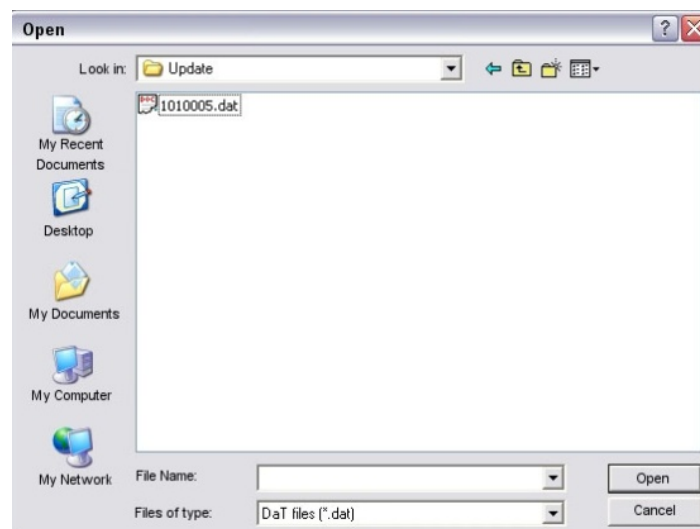 Open
Look in: Update
1010005.dat
My Recent
Documents
Desktop
My Documents
My Computer
My Network
File Name:
Open
Files of type: DaT files (*.dat)
Cancel